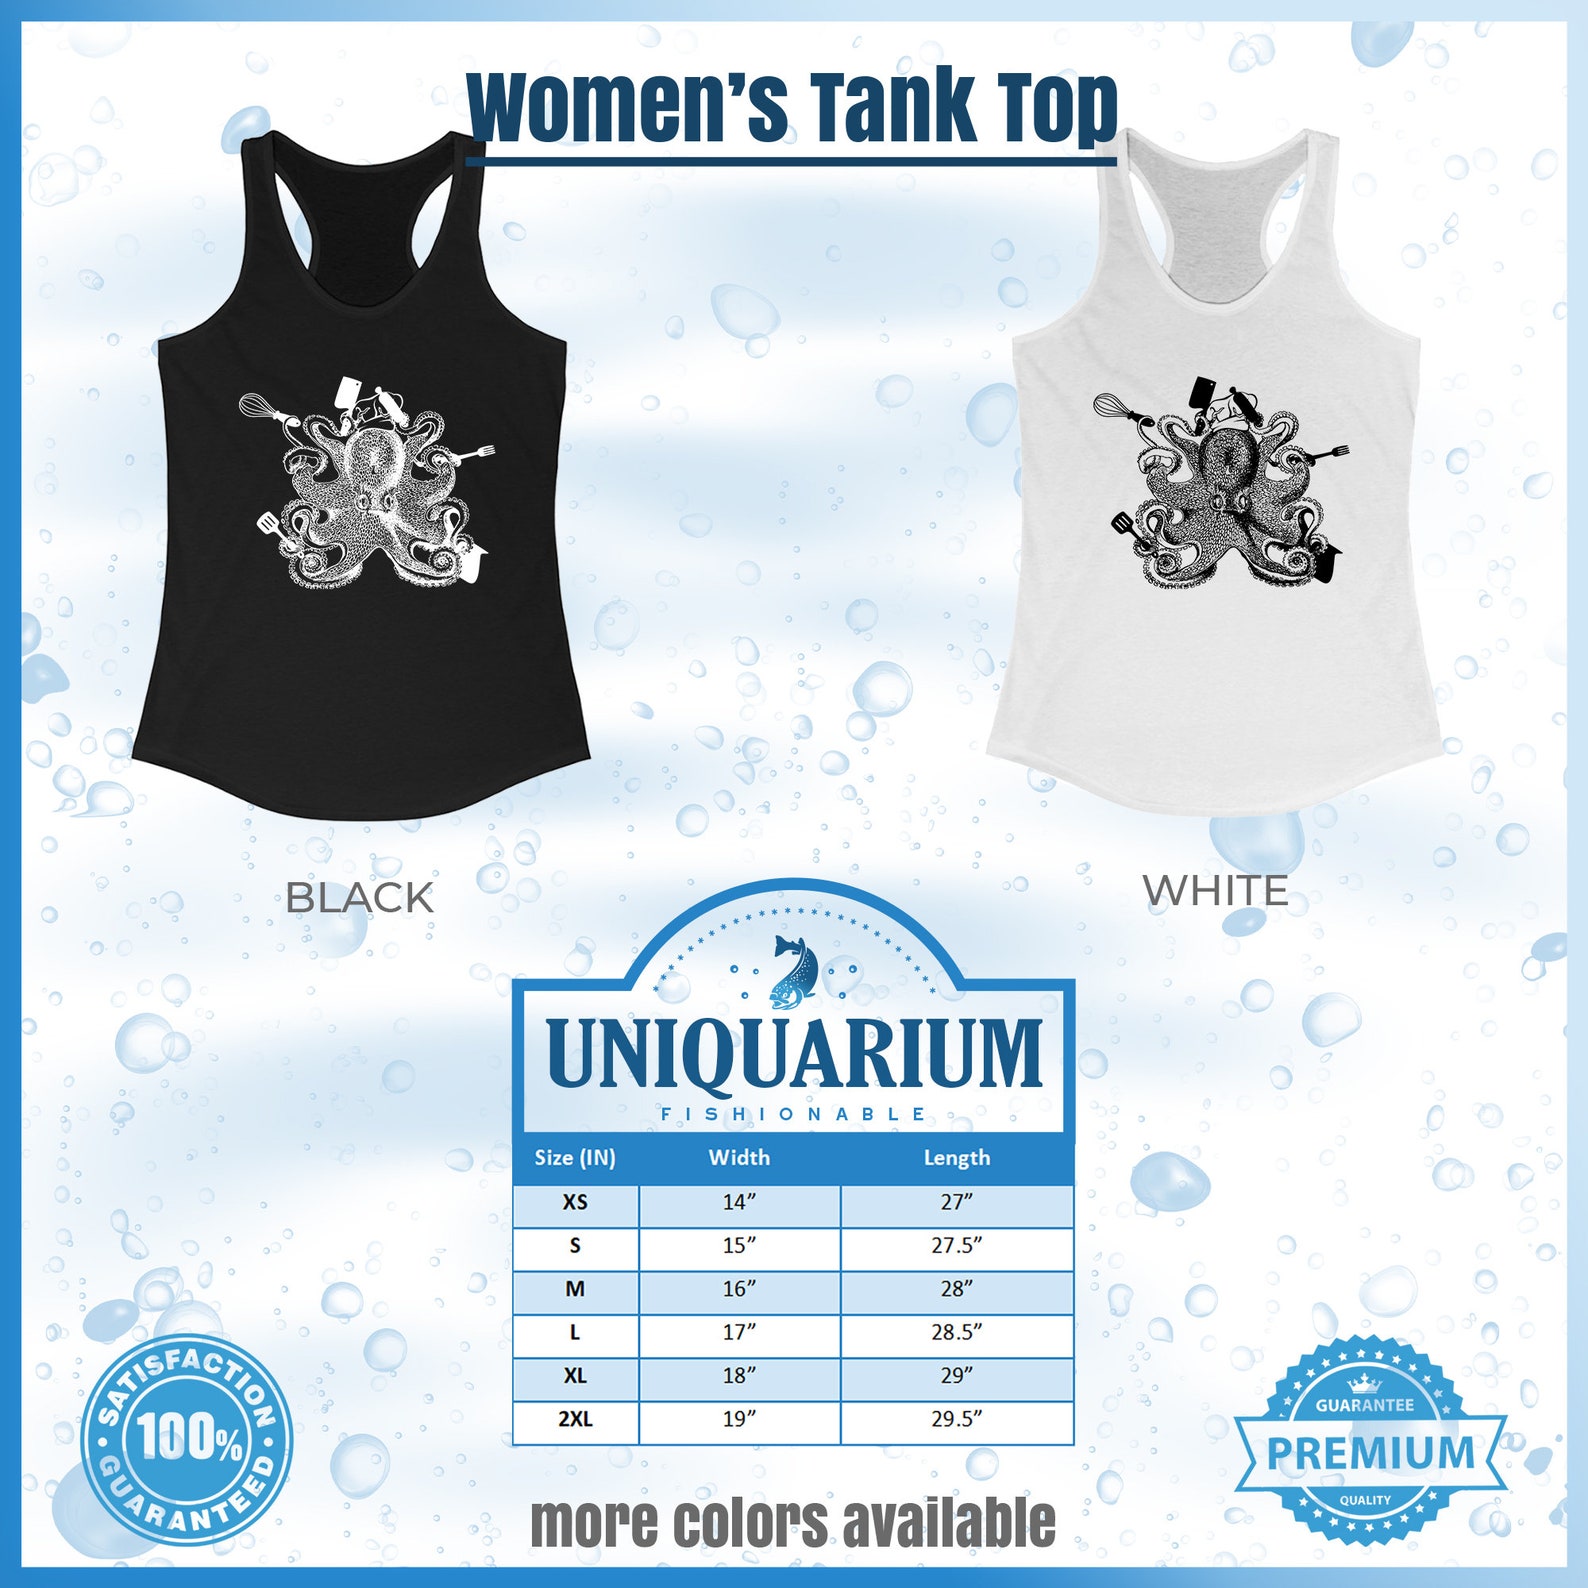 Women's Tank Top
BLACK
WHITE
UNIQUARIUM
FISHIONABLE
Size (IN) Width Length
XS 14” 27”
S 15” 27.5”
M 16” 28”
L 17” 28.5”
XL 18” 29”
2XL 19” 29.5”
SATISFACTION
100%
GUARANTEED
GUARANTEE
PREMIUM
QUALITY
more colors available